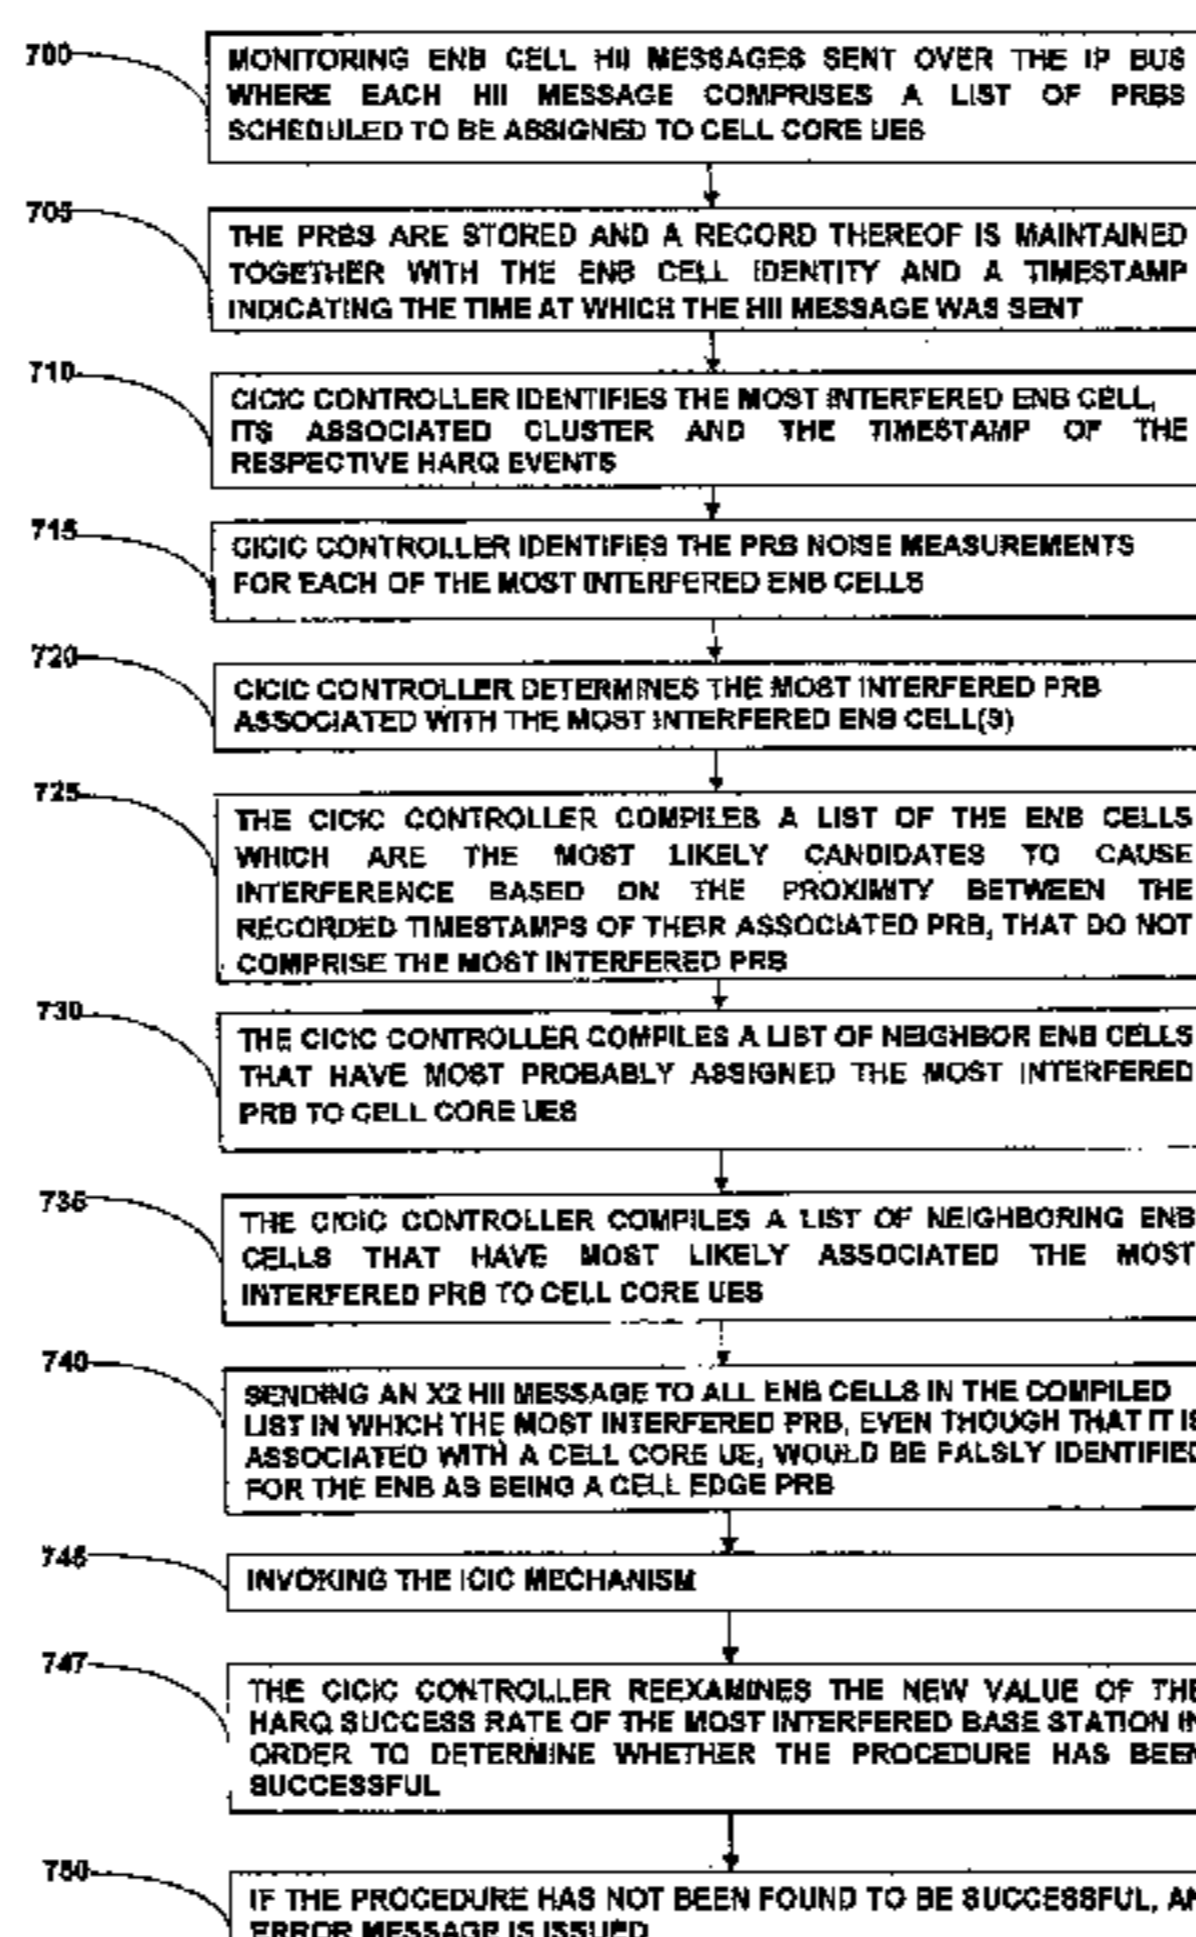 700
MONITORING ENB CELL HII MESSAGES SENT OVER THE IP BUS
WHERE EACH HII MESSAGE COMPRISES A LIST OF PRBS
SCHEDULED TO BE ASSIGNED TO CELL CORE UES
705
THE PRBS ARE STORED AND A RECORD THEREOF IS MAINTAINED
TOGETHER WITH THE ENB CELL IDENTITY AND A TIMESTAMP
INDICATING THE TIME AT WHICH THE HII MESSAGE WAS SENT
710
CICIC CONTROLLER IDENTIFIES THE MOST INTERFERED ENB CELL,
ITS ASSOCIATED CLUSTER AND THE TIMESTAMP OF THE
RESPECTIVE HARQ EVENTS
715
CICIC CONTROLLER IDENTIFIES THE PRB NOISE MEASUREMENTS
FOR EACH OF THE MOST INTERFERED ENB CELLS
720
CICIC CONTROLLER DETERMINES THE MOST INTERFERED PRB
ASSOCIATED WITH THE MOST INTERFERED ENB CELL(S)
725
THE CICIC CONTROLLER COMPILES A LIST OF THE ENB CELLS
WHICH ARE THE MOST LIKELY CANDIDATES TO CAUSE
INTERFERENCE BASED ON THE PROXIMITY BETWEEN THE
RECORDED TIMESTAMPS OF THEIR ASSOCIATED PRB, THAT DO NOT
COMPRISE THE MOST INTERFERED PRB
730
THE CICIC CONTROLLER COMPILES A LIST OF NEIGHBOR ENB CELLS
THAT HAVE MOST PROBABLY ASSIGNED THE MOST INTERFERED
PRB TO CELL CORE UES
735
THE CICIC CONTROLLER COMPILES A LIST OF NEIGHBORING ENB
CELLS THAT HAVE MOST LIKELY ASSOCIATED THE MOST
INTERFERED PRB TO CELL CORE UES
740
SENDING AN X2 HII MESSAGE TO ALL ENB CELLS IN THE COMPILED
LIST IN WHICH THE MOST INTERFERED PRB, EVEN THOUGH THAT IT IS
ASSOCIATED WITH A CELL CORE UE, WOULD BE FALSLY IDENTIFIED
FOR THE ENB AS BEING A CELL EDGE PRB
745
INVOKING THE ICIC MECHANISM
747
THE CICIC CONTROLLER REEXAMINES THE NEW VALUE OF THE
HARQ SUCCESS RATE OF THE MOST INTERFERED BASE STATION IN
ORDER TO DETERMINE WHETHER THE PROCEDURE HAS BEEN
SUCCESSFUL
750
IF THE PROCEDURE HAS NOT BEEN FOUND TO BE SUCCESSFUL, AN
ERROR MESSAGE IS ISSUED